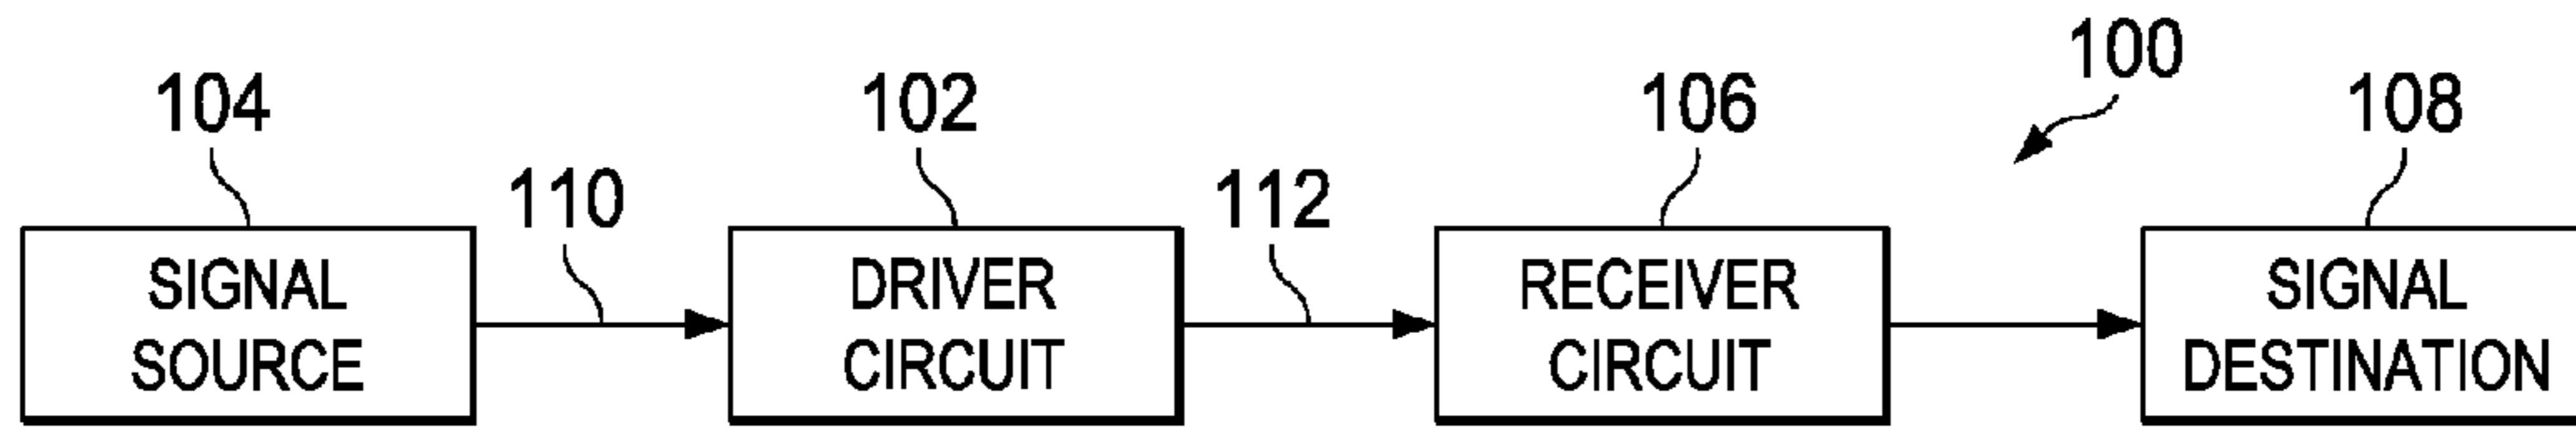 100
104
102
106
108
110
112
SIGNAL
SOURCE
DRIVER
CIRCUIT
RECEIVER
CIRCUIT
SIGNAL
DESTINATION